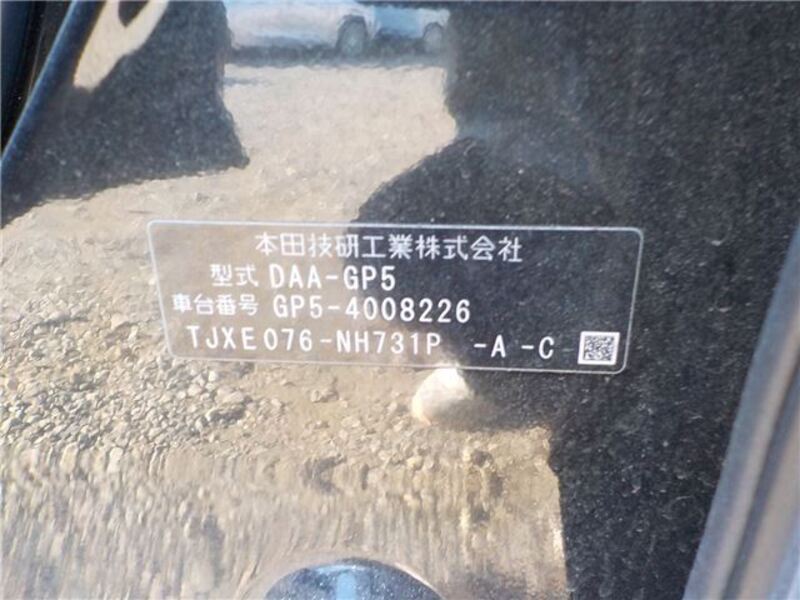 本田技研工業株式会社
型式 DAA-GP5
車台番号 GP5-4008226
TJXE076-NH731P -A-C